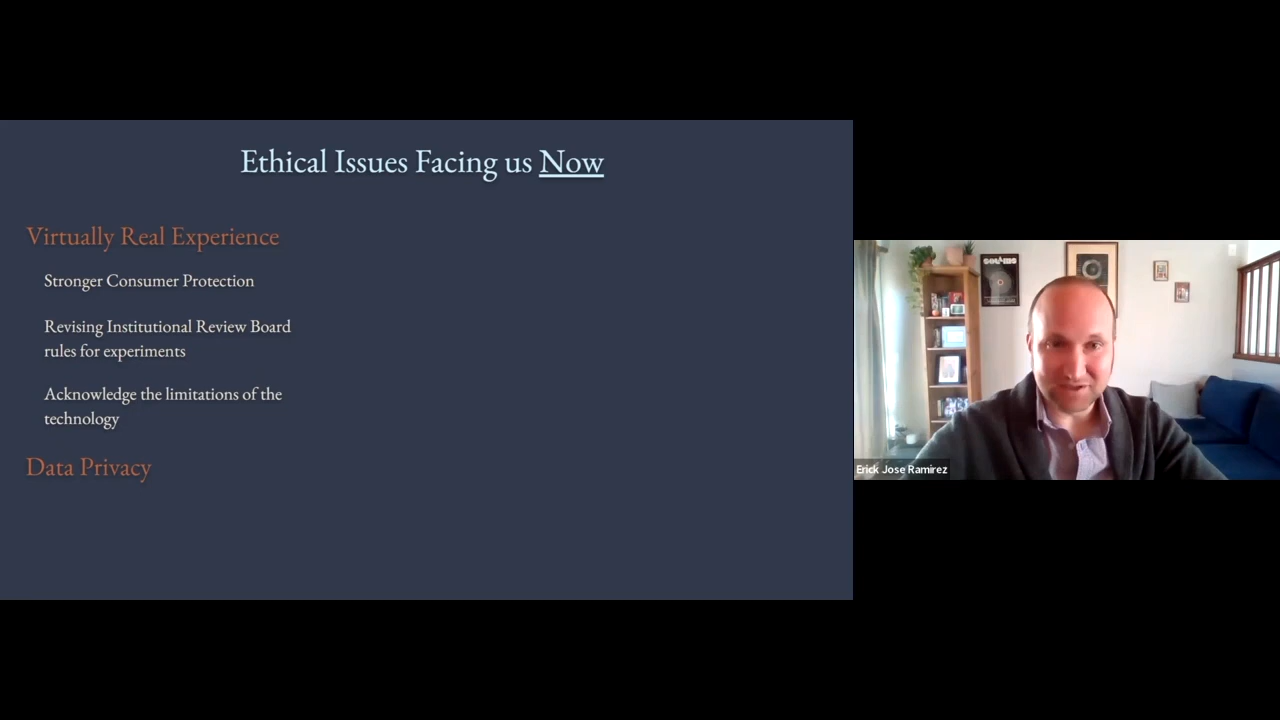 Ethical Issues Facing us Now
Virtually Real Experience
Stronger Consumer Protection
Revising Institutional Review Board
rules for experiments
Acknowledge the limitations of the
technology
Data Privacy
Erick Jose Ramirez